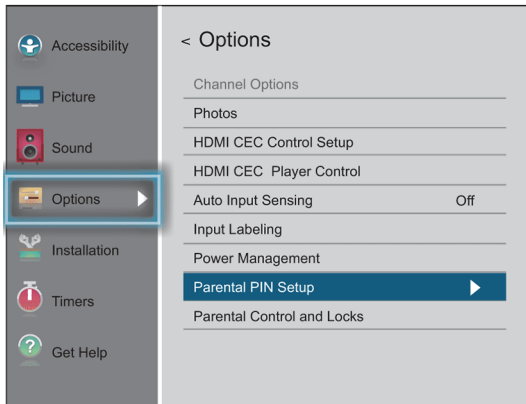 Accessibility
Picture
Sound
Options
Installation
Timers
Get Help
< Options
Channel Options
Photos
HDMI CEC Control Setup
HDMI CEC Player Control
Auto Input Sensing Off
Input Labeling
Power Management
Parental PIN Setup
Parental Control and Locks